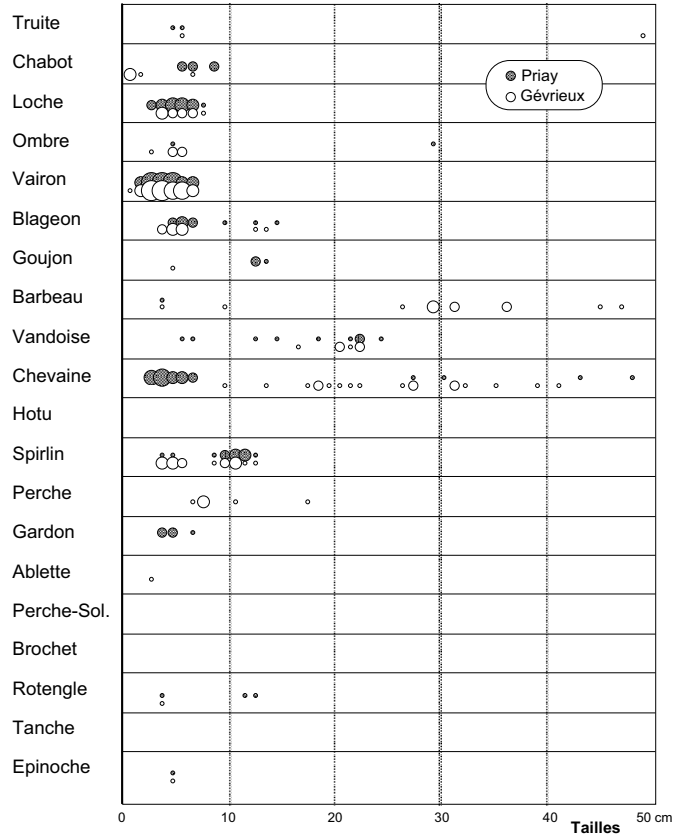 Truite
Chabot
Priay
Gévrieux
Loche
Ombre
Vairon
Blageon
Goujon
Barbeau
Vandoise
Chevaine
Hotu
Spirlin
Perche
Gardon
Ablette
Perche-Sol.
Brochet
Rotengle
Tanche
Epinoche
0 10 20 30 40 50 cm
Tailles